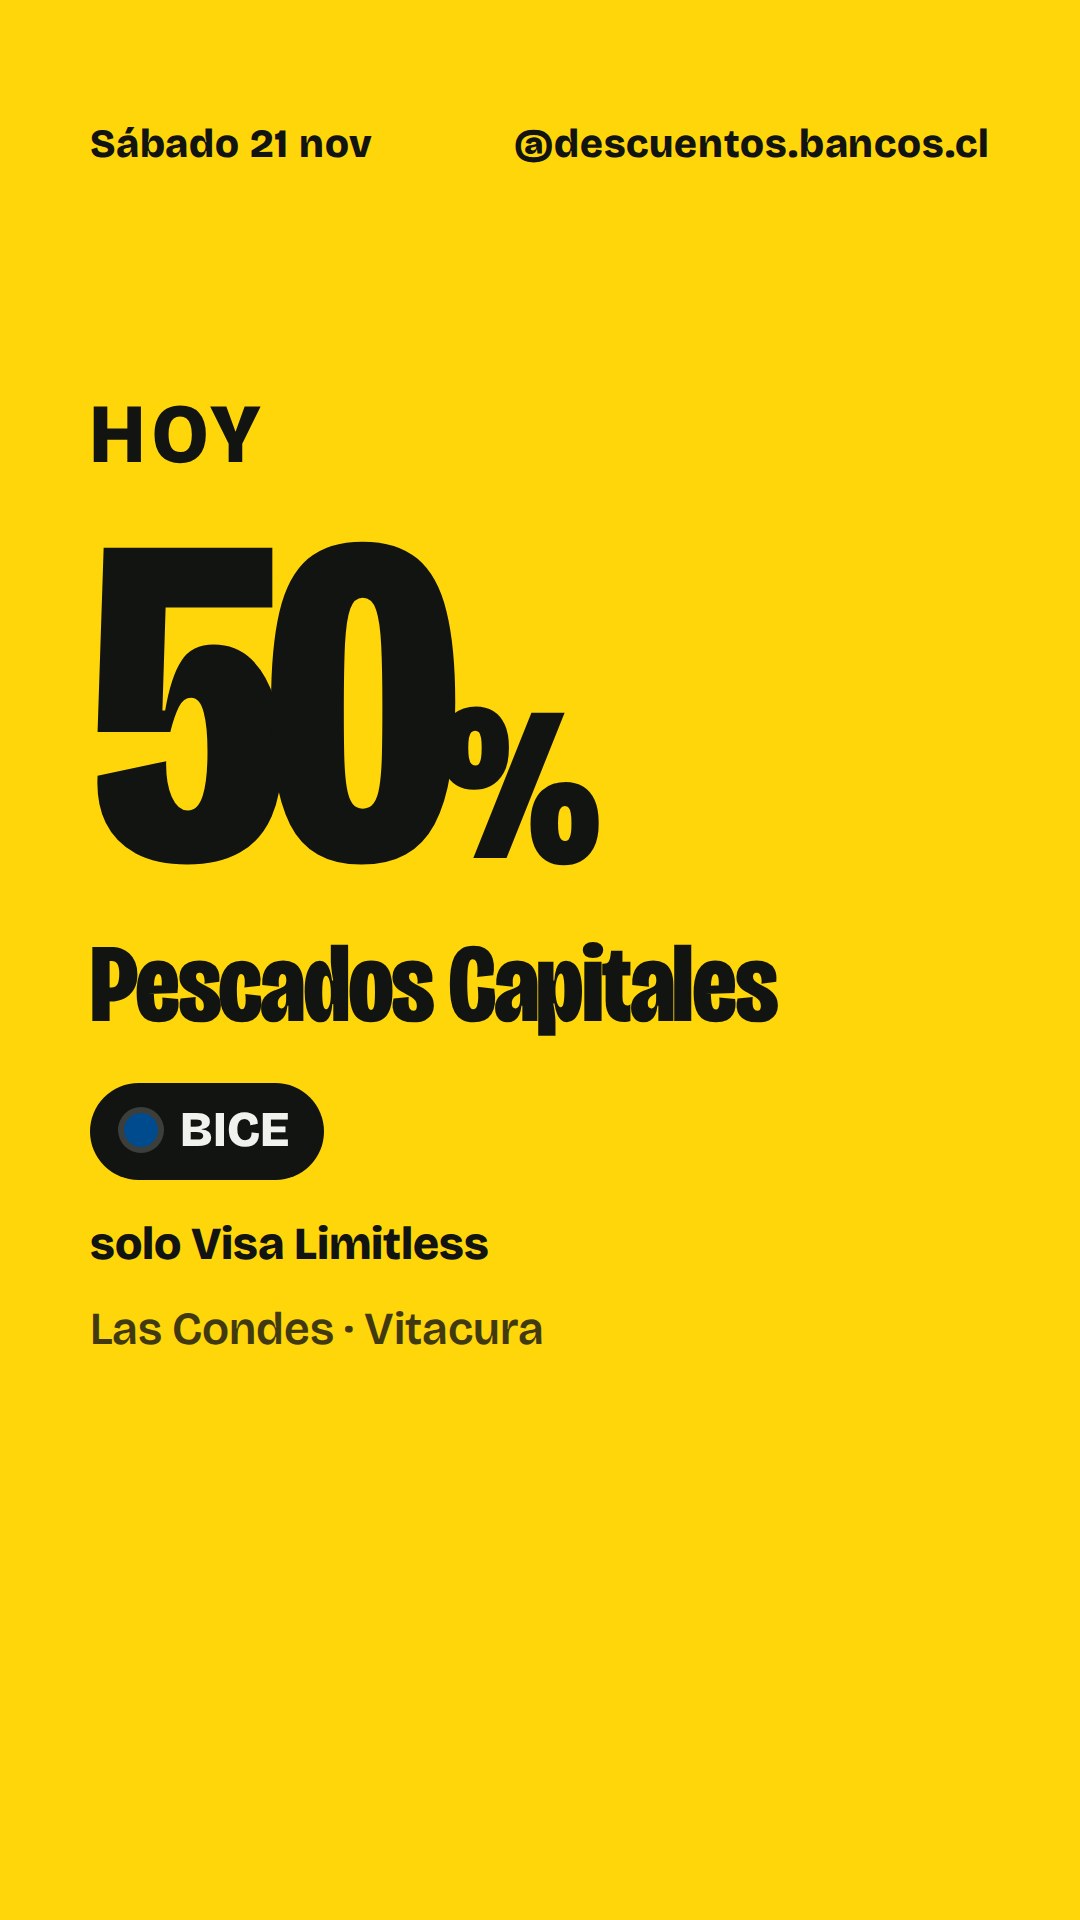 Sábado 21 nov @descuentos.bancos.cl
HOY
50%
Pescados Capitales
BICE
solo Visa Limitless
Las Condes · Vitacura